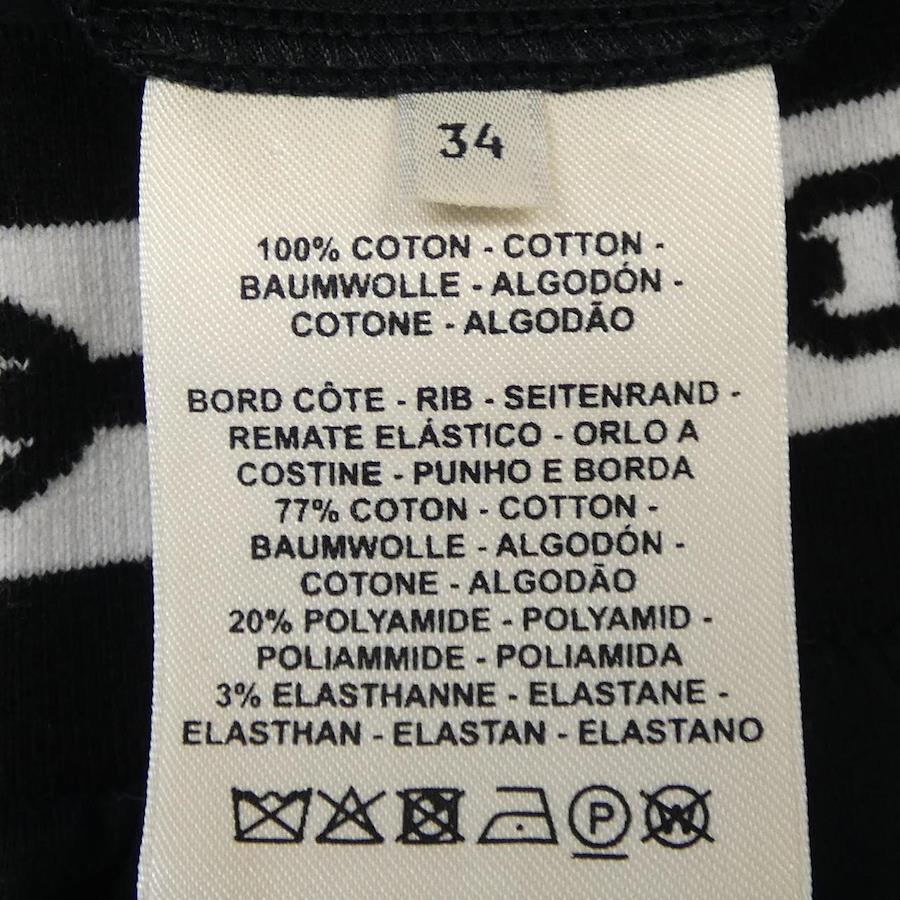 34
100% COTON - COTTON -
BAUMWOLLE - ALGODÓN -
COTONE - ALGODÃO
BORD CÔTE - RIB - SEITENRAND -
REMATE ELÁSTICO - ORLO A
COSTINE - PUNHO E BORDA
77% COTON - COTTON -
BAUMWOLLE - ALGODÓN -
COTONE - ALGODÃO
20% POLYAMIDE - POLYAMID -
POLIAMMIDE - POLIAMIDA
3% ELASTHANNE - ELASTANE -
ELASTHAN - ELASTAN - ELASTANO
P W